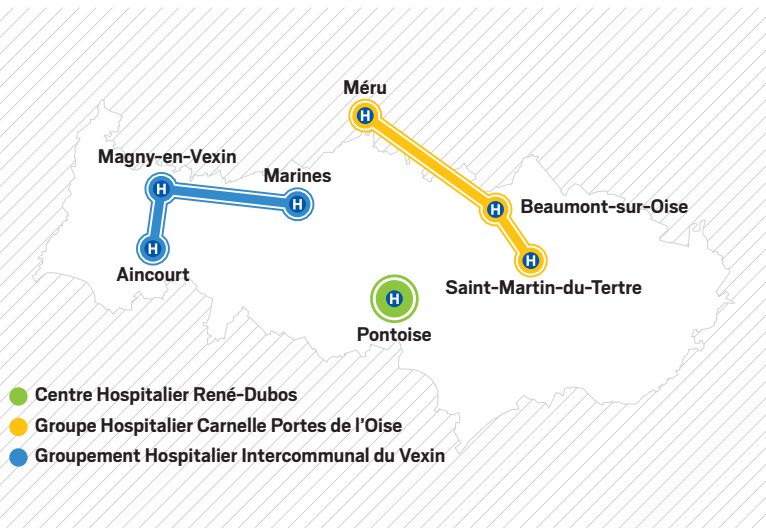 Méru
H
Magny-en-Vexin
H
Marines
H
Beaumont-sur-Oise
H
H
Aincourt
H
Saint-Martin-du-Tertre
H
Pontoise
Centre Hospitalier René-Dubos
Groupe Hospitalier Carnelle Portes de l'Oise
Groupement Hospitalier Intercommunal du Vexin